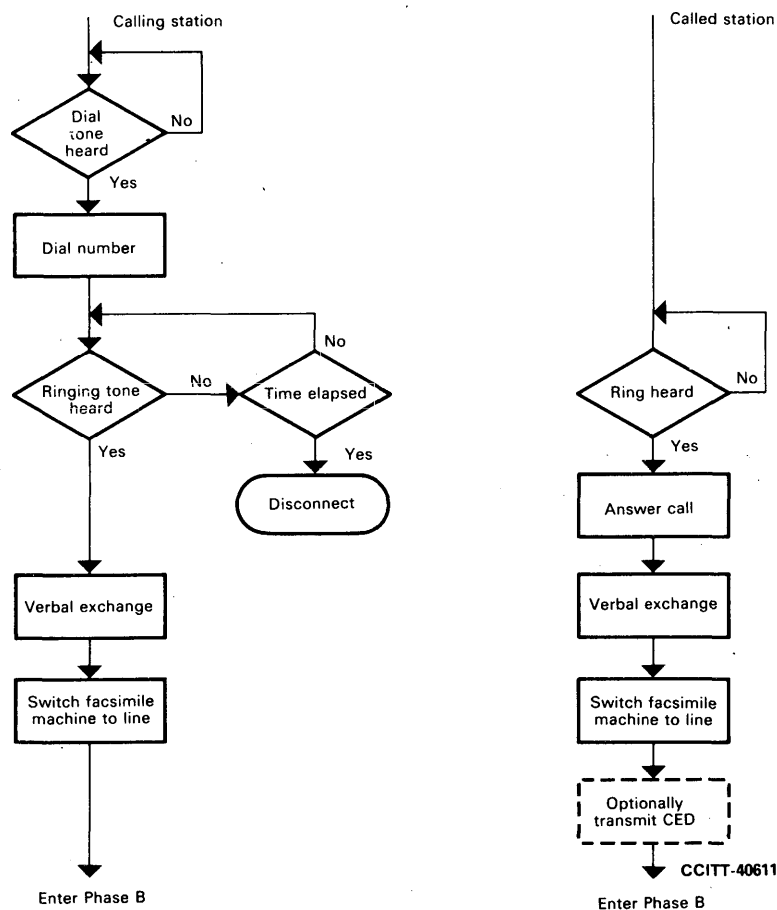 Calling station
Dial
tone
heard
No
Yes
Dial number
No
Ringing tone
heard
No
Time elapsed
Yes
Yes
Disconnect
Verbal exchange
Switch facsimile
machine to line
Enter Phase B
Called station
Ring heard
No
Yes
Answer call
Verbal exchange
Switch facsimile
machine to line
Optionally
transmit CED
CCITT-40611
Enter Phase B